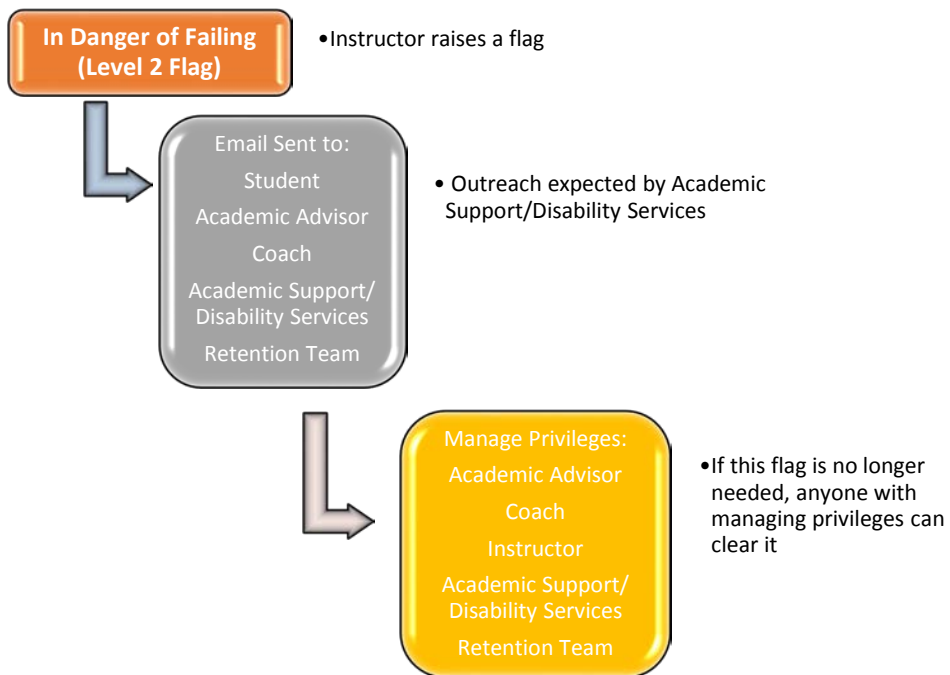 In Danger of Failing
(Level 2 Flag)
•Instructor raises a flag
Email Sent to:
Student
Academic Advisor
Coach
Academic Support/
Disability Services
Retention Team
• Outreach expected by Academic
Support/Disability Services
Manage Privileges:
Academic Advisor
Coach
Instructor
Academic Support/
Disability Services
Retention Team
•If this flag is no longer
needed, anyone with
managing privileges can
clear it